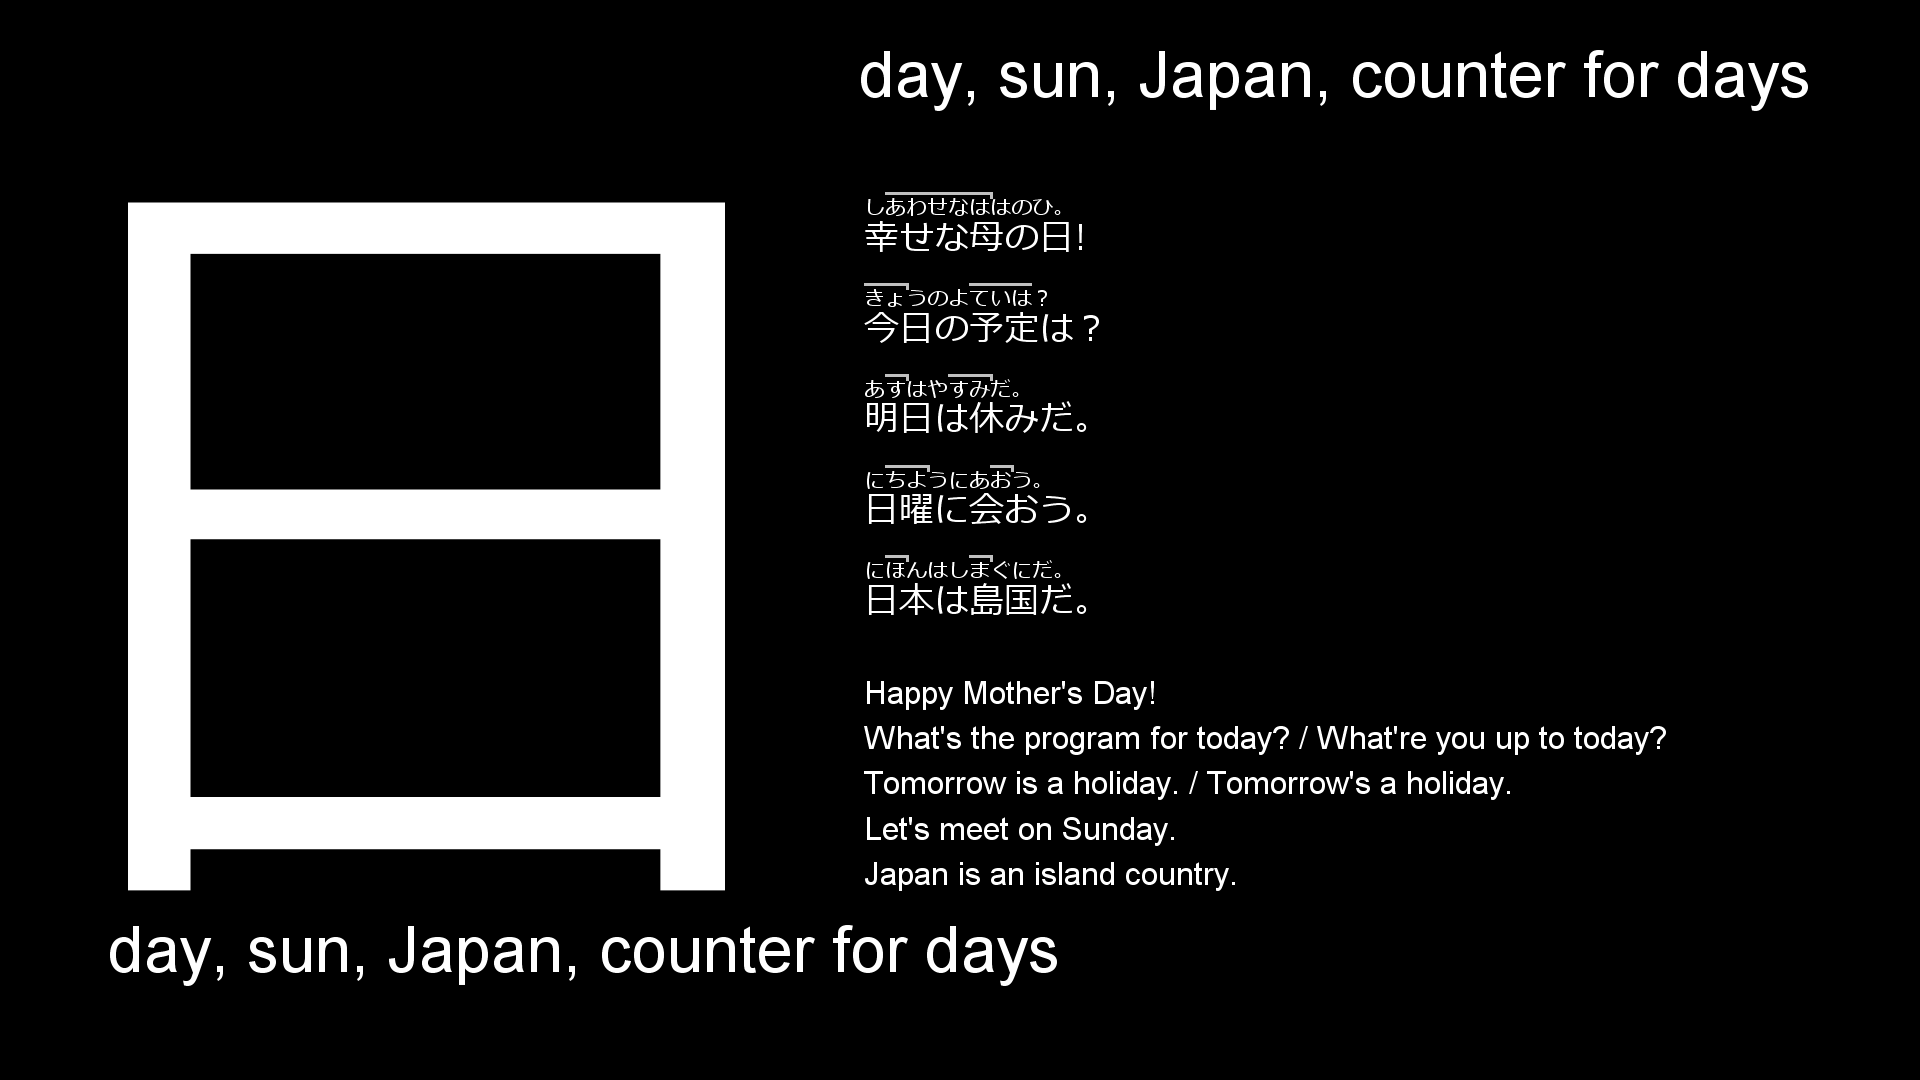 day, sun, Japan, counter for days
日
しあわせなははのひ。
幸せな母の日!
きょうのよていは？
今日の予定は？
あすはやすみだ。
明日は休みだ。
にちようにあおう。
日曜に会おう。
にほんはしまぐにだ。
日本は島国だ。
Happy Mother's Day!
What's the program for today? / What're you up to today?
Tomorrow is a holiday. / Tomorrow's a holiday.
Let's meet on Sunday.
Japan is an island country.
day, sun, Japan, counter for days